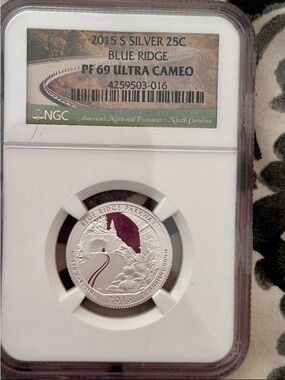 2015 S SILVER 25C
BLUE RIDGE
PF 69 ULTRA CAMEO
4259503-016
NGC
America's National Treasures - North Carolina
BLUE RIDGE PARKWAY
2015